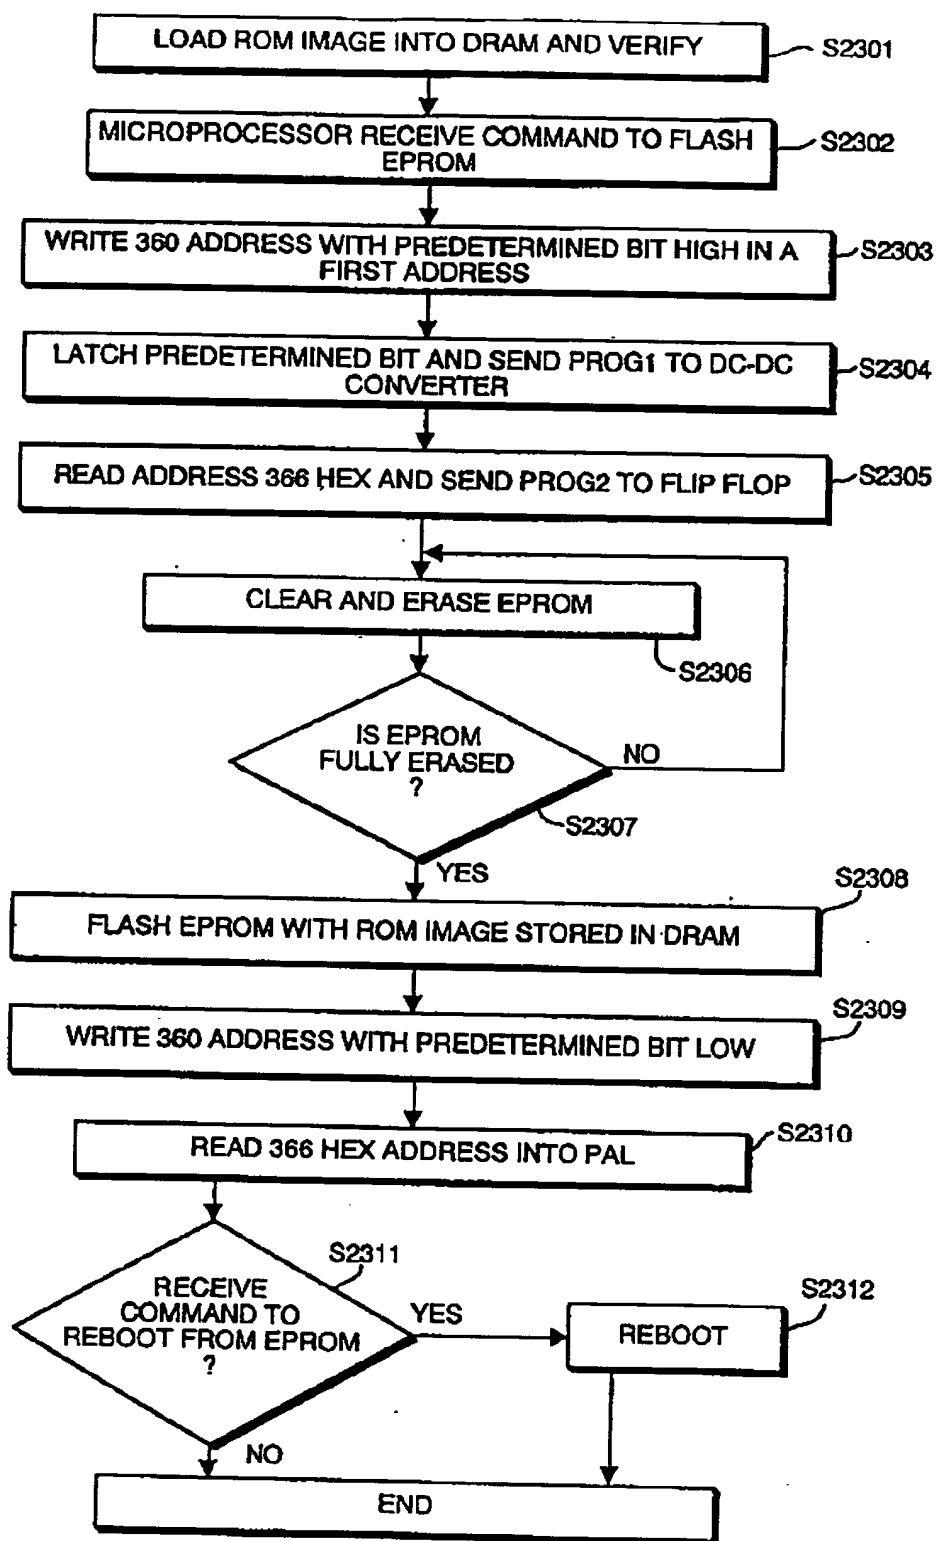 LOAD ROM IMAGE INTO DRAM AND VERIFY
S2301
MICROPROCESSOR RECEIVE COMMAND TO FLASH
EPROM
S2302
WRITE 360 ADDRESS WITH PREDETERMINED BIT HIGH IN A
FIRST ADDRESS
S2303
LATCH PREDETERMINED BIT AND SEND PROG1 TO DC-DC
CONVERTER
S2304
READ ADDRESS 366 HEX AND SEND PROG2 TO FLIP FLOP
S2305
CLEAR AND ERASE EPROM
S2306
IS EPROM
FULLY ERASED
?
NO
S2307
YES
S2308
FLASH EPROM WITH ROM IMAGE STORED IN DRAM
S2309
WRITE 360 ADDRESS WITH PREDETERMINED BIT LOW
S2310
READ 366 HEX ADDRESS INTO PAL
S2311
RECEIVE
COMMAND TO
REBOOT FROM EPROM
?
YES
S2312
REBOOT
NO
END